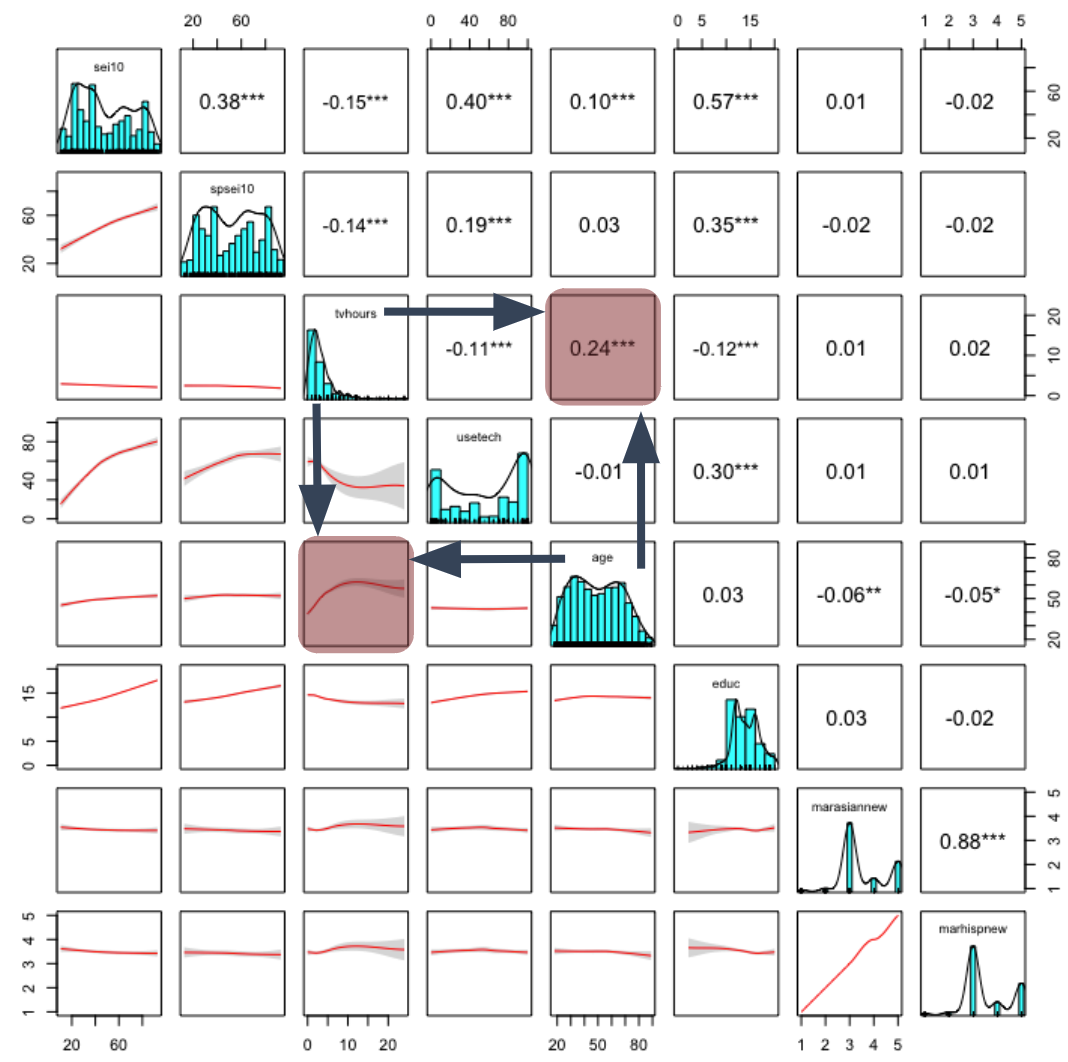 20 60 0 40 80 0 5 15 1 2 3 4 5
sei10 0.38*** -0.15*** 0.40*** 0.10*** 0.57*** 0.01 -0.02 20 60
20 60 spsei10 -0.14*** 0.19*** 0.03 0.35*** -0.02 -0.02
tvhours -0.11*** 0.24*** -0.12*** 0.01 0.02 0 10 20
0 40 80 usetech -0.01 0.30*** 0.01 0.01
age 0.03 -0.06** -0.05* 20 50 80
0 5 15 educ 0.03 -0.02
marasiannew 0.88*** 1 2 3 4 5
1 2 3 4 5 marhispnew
20 60 0 10 20 20 50 80 1 2 3 4 5